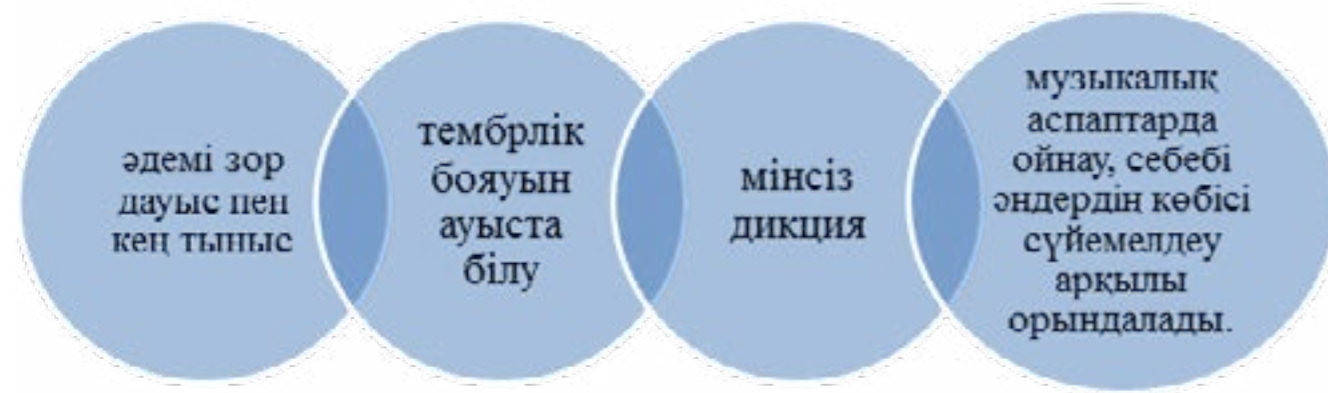 әдемі зор
дауыс пен
кең тыныс
тембрлік
бояуын
ауыста
білу
мінсіз
дикция
музыкалық
аспаптарда
ойнау, себебі
әндердің көбісі
сүйемелдеу
арқылы
орындалады.